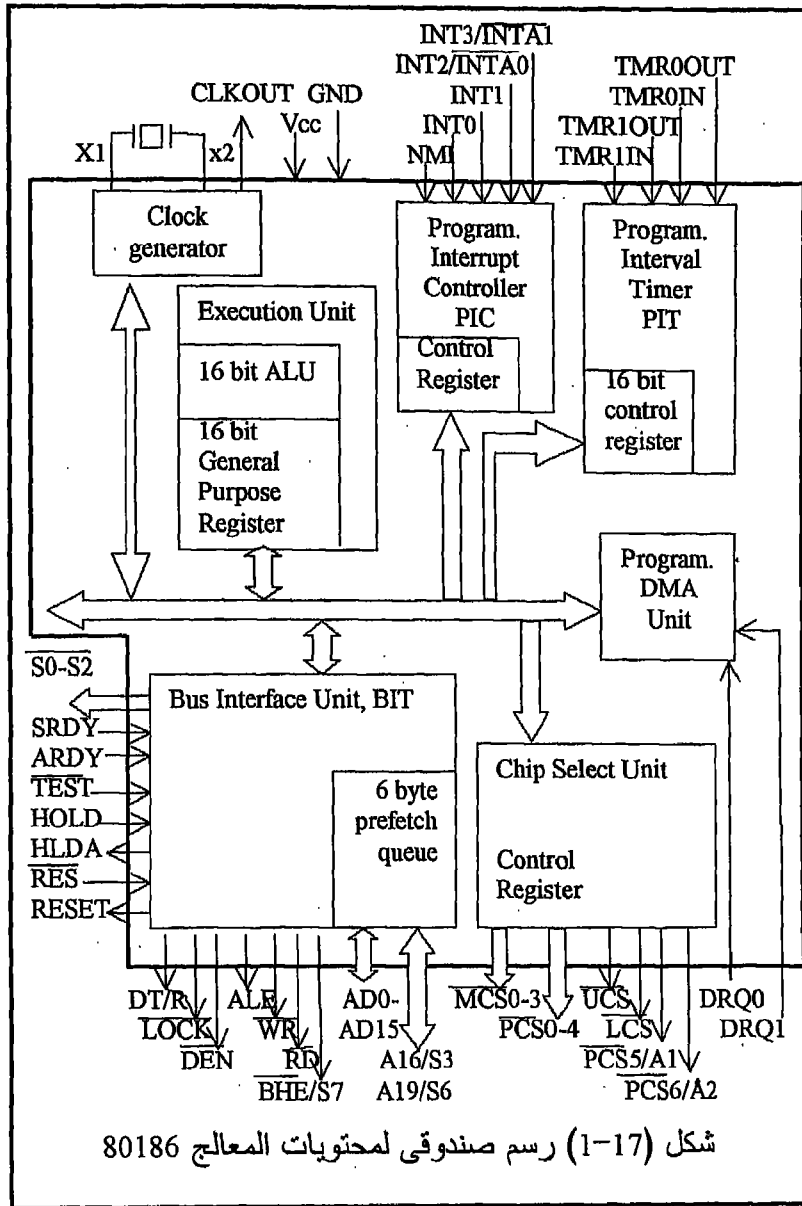 INT3/INTA1
INT2/INTA0
TMR0OUT
CLKOUT GND
INT1
TMR0IN
Vcc
INT0
TMR1OUT
X1
x2
NMI
TMR1IN
Clock
generator
Program.
Interrupt
Controller
PIC
Control
Register
Program.
Interval
Timer
PIT
16 bit
control
register
Execution Unit
16 bit ALU
16 bit
General
Purpose
Register
Program.
DMA
Unit
S0-S2
SRDY
ARDY
TEST
HOLD
HLDA
RES
RESET
Bus Interface Unit, BIT
6 byte
prefetch
queue
Chip Select Unit
Control
Register
DT/R
ALE
AD0-
AD15
MCS0-3
UCS
DRQ0
LOCK
WR
PCS0-4
LCS
DRQ1
DEN
RD
A16/S3
PCS5/A1
BHE/S7
A19/S6
PCS6/A2
شكل (17-1) رسم صندوقى لمحتويات المعالج 80186